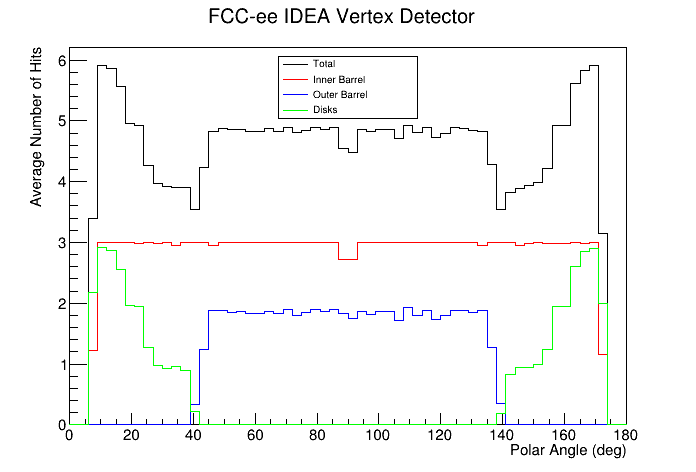 FCC-ee IDEA Vertex Detector
Average Number of Hits
6
5
4
3
2
1
0
Total
Inner Barrel
Outer Barrel
Disks
0 20 40 60 80 100 120 140 160 180
Polar Angle (deg)